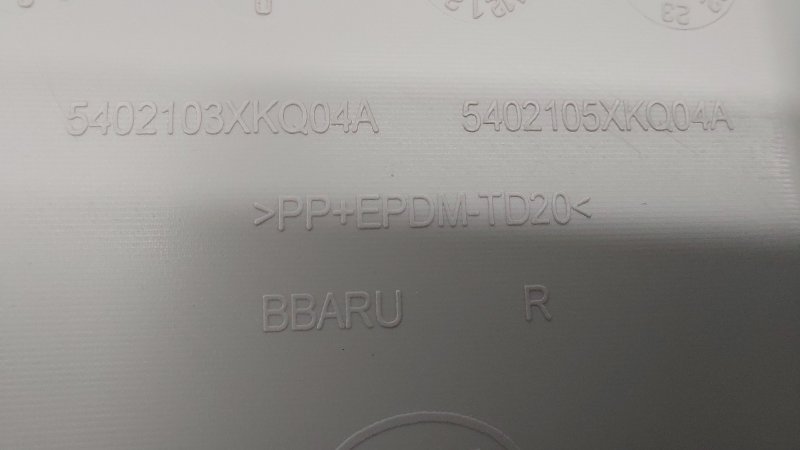 5402103XKQ04A 5402105XKQ04A
>PP+EPDM-TD20<
BBARU R